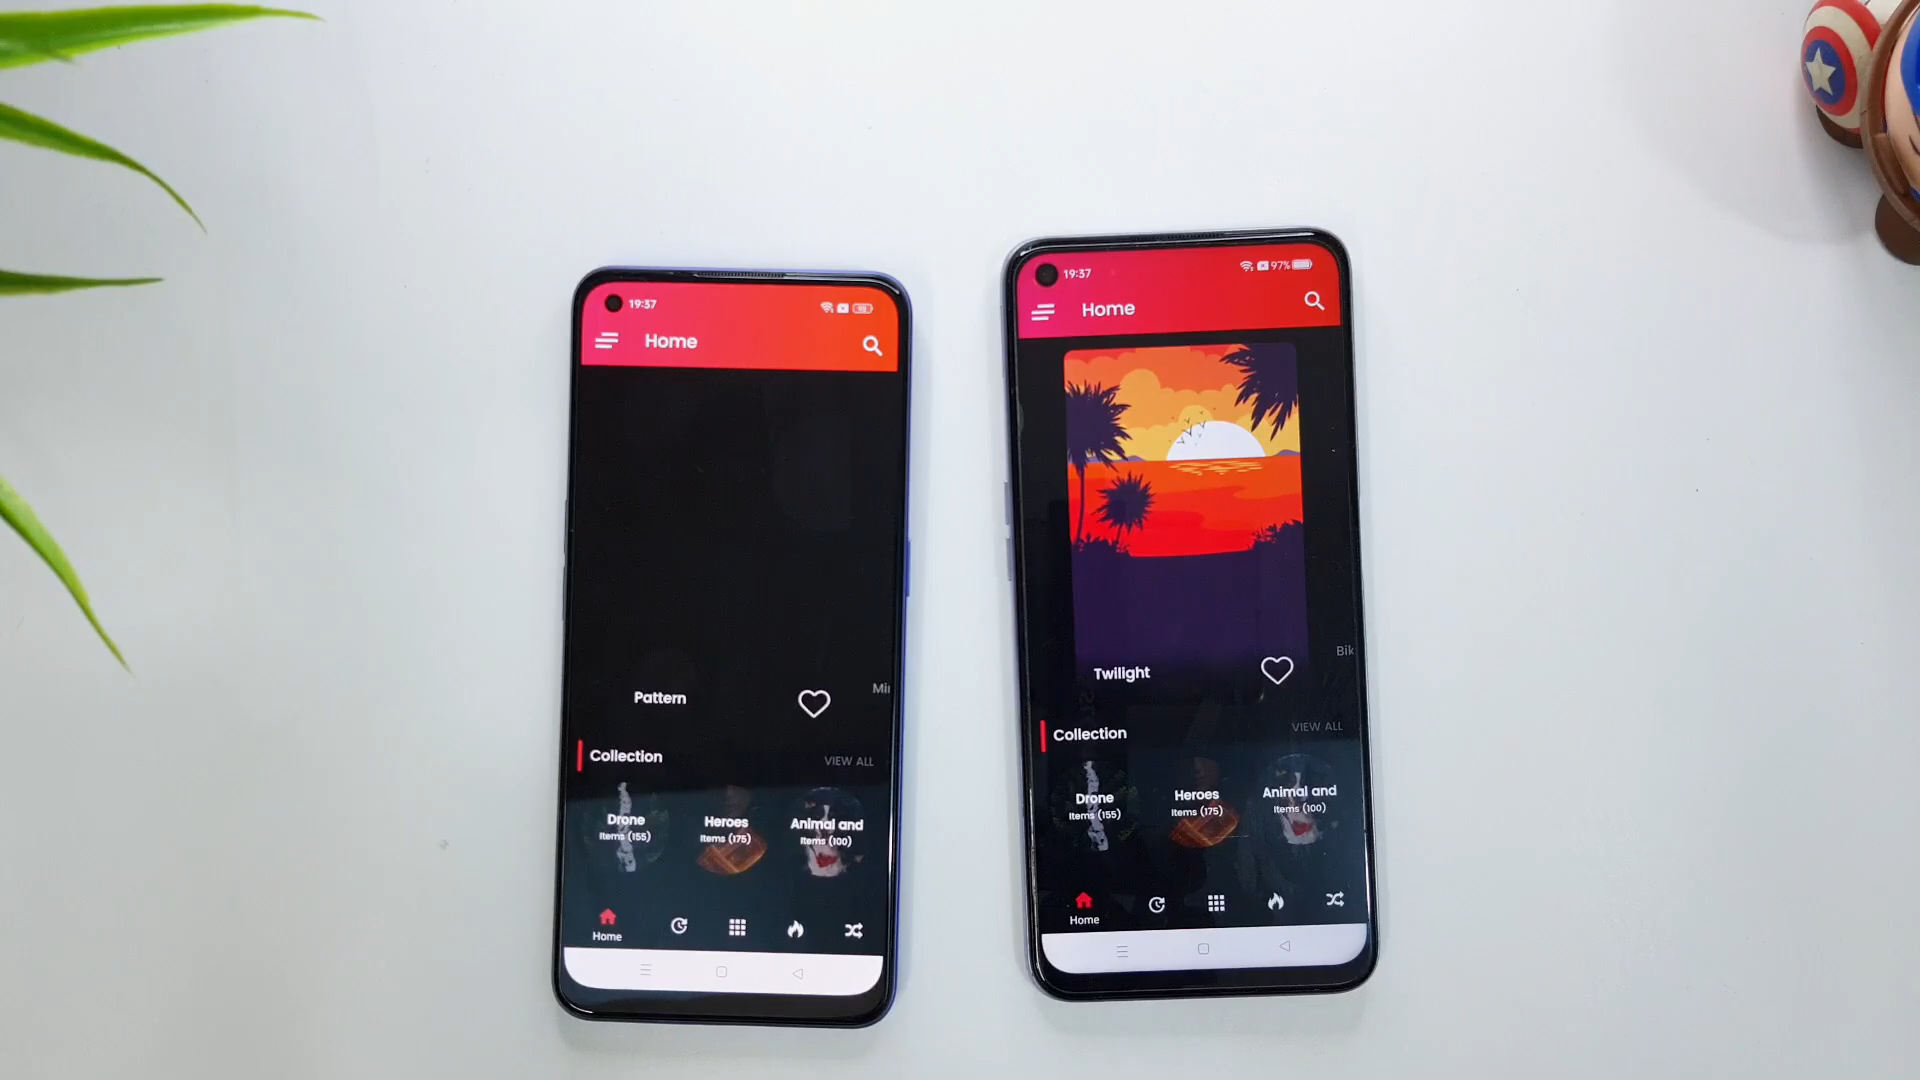 19:37
Home
Pattern
Mi
Collection
VIEW ALL
Drone
Items (155)
Heroes
Items (175)
Animal and
Items (100)
Home
19:37
97%
Home
Twilight
Bik
Collection
VIEW ALL
Drone
Items (155)
Heroes
Items (175)
Animal and
Items (100)
Home